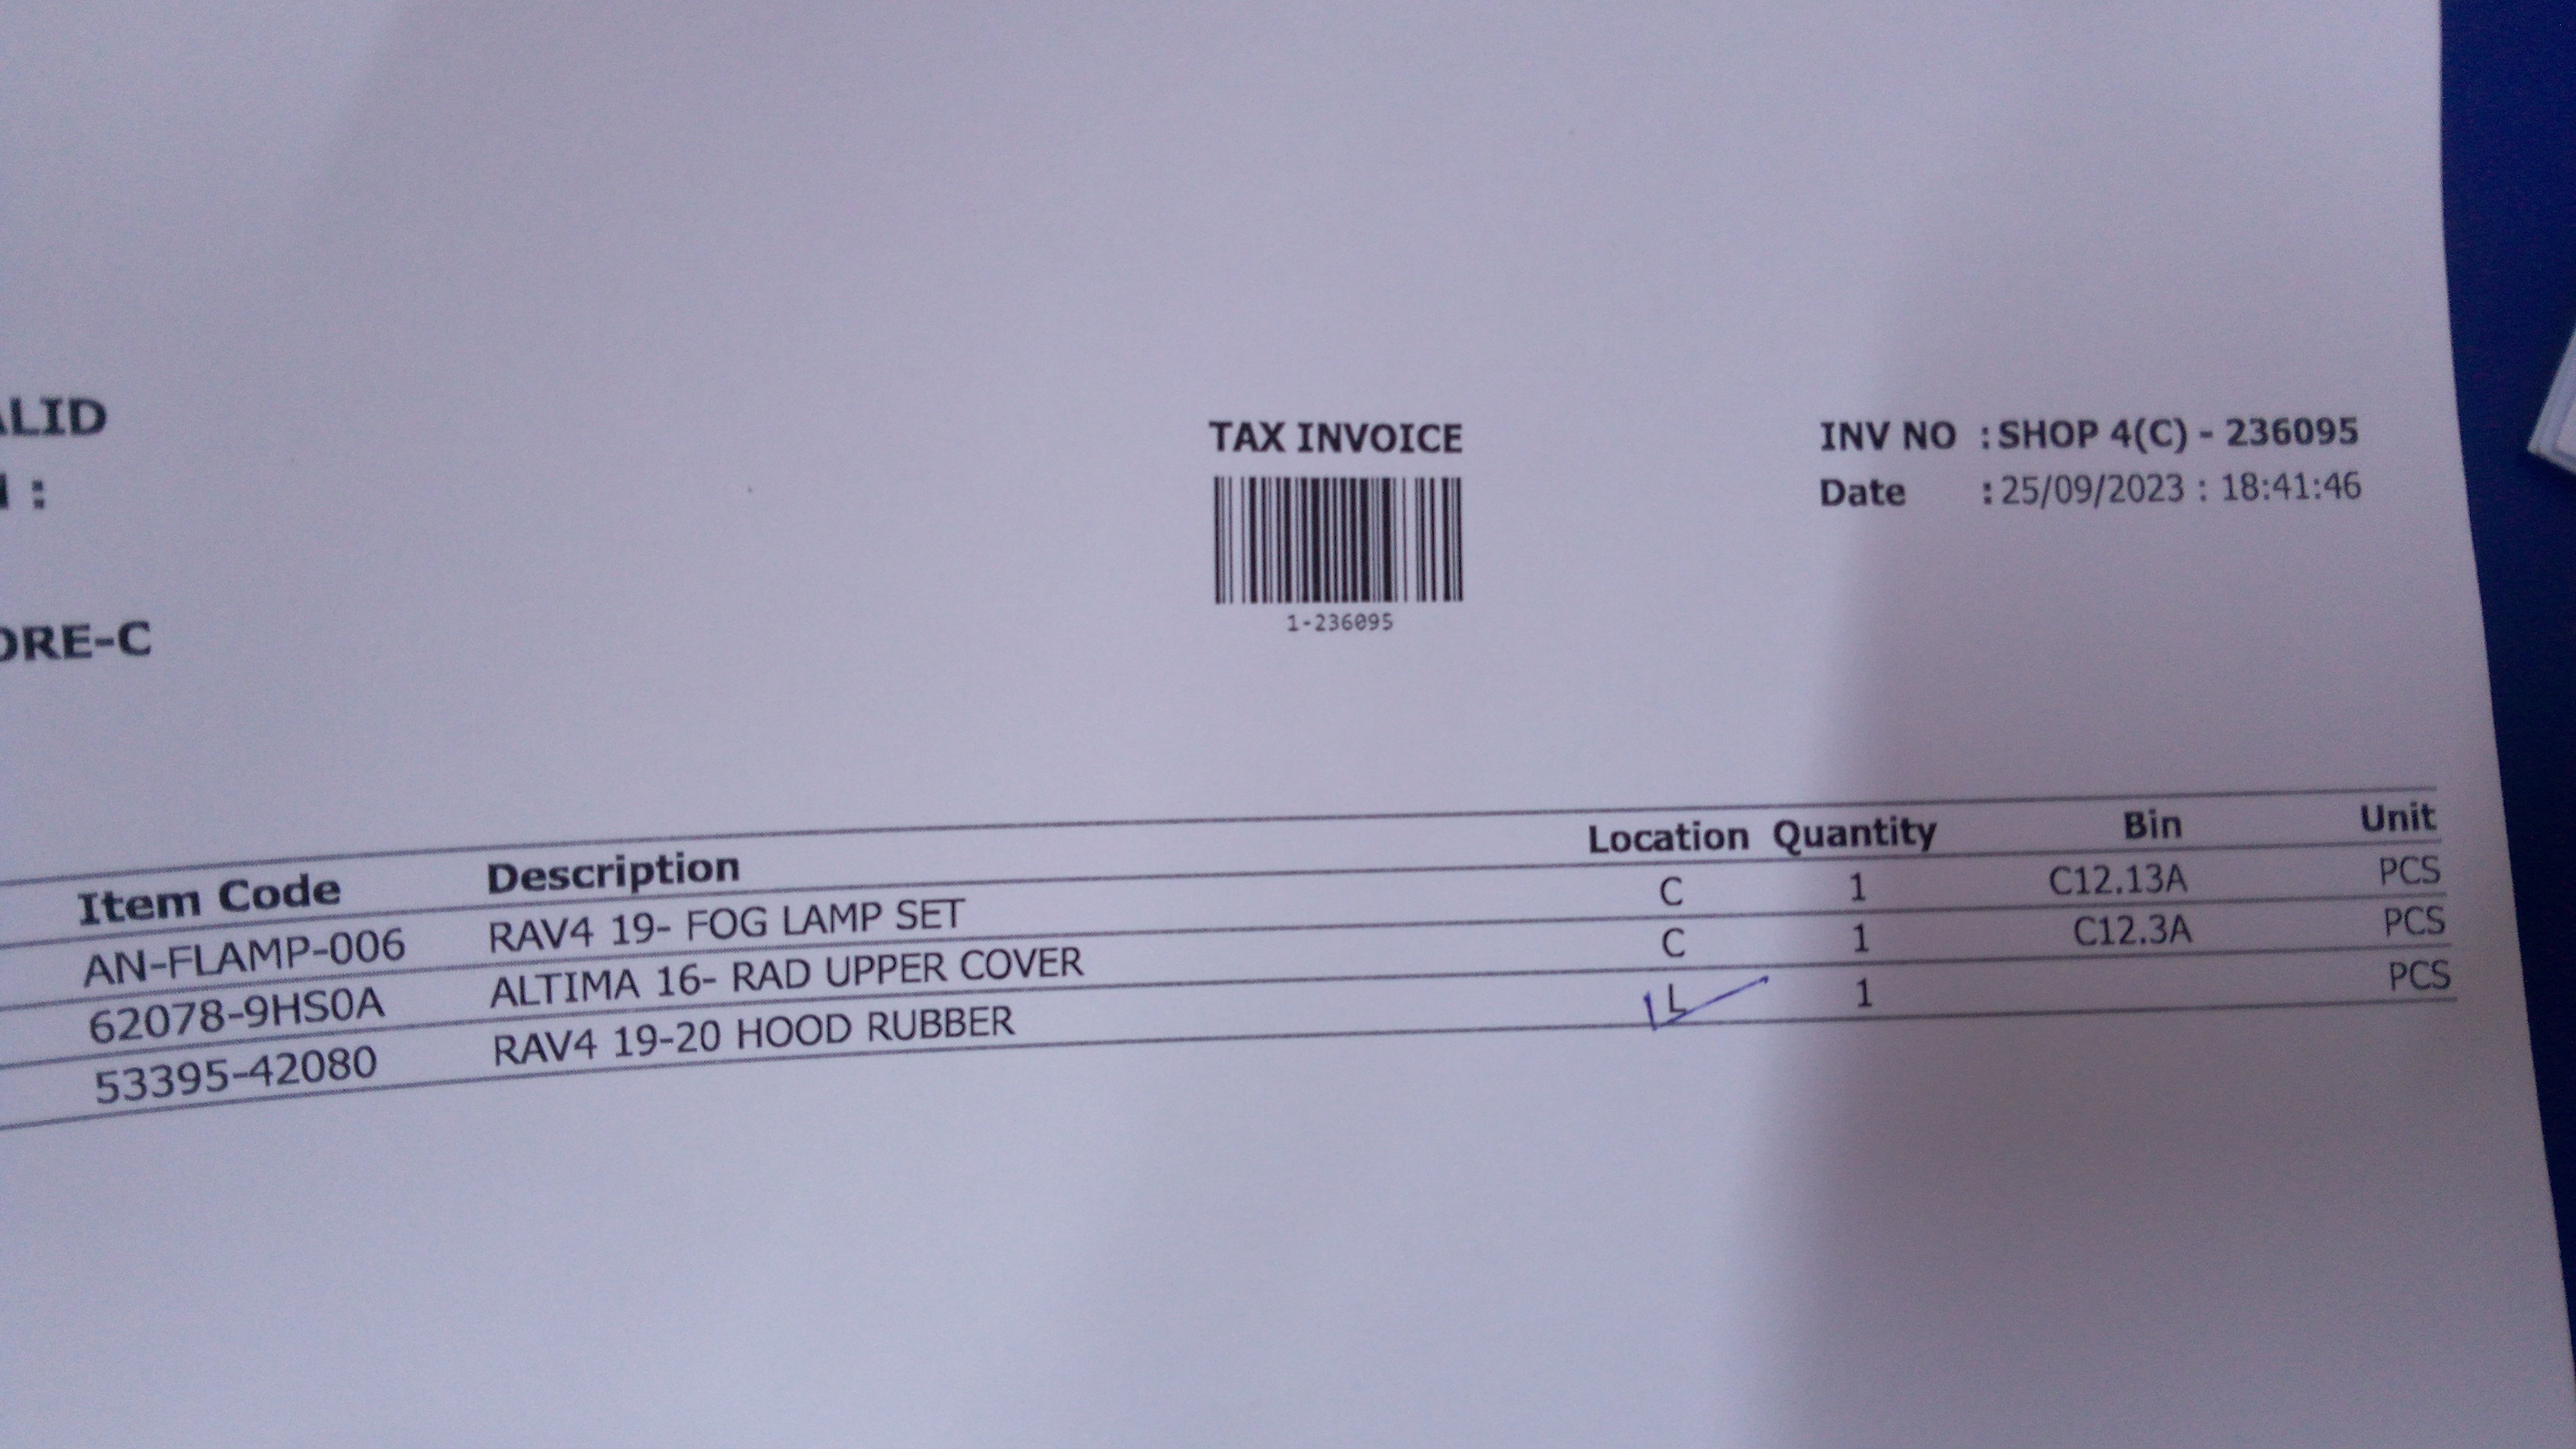 ALID
TAX INVOICE
INV NO : SHOP 4(C) - 236095
:
Date : 25/09/2023 : 18:41:46
1-236095
ORE-C
Item Code Description Location Quantity Bin Unit
AN-FLAMP-006 RAV4 19- FOG LAMP SET C 1 C12.13A PCS
62078-9HS0A ALTIMA 16- RAD UPPER COVER C 1 C12.3A PCS
53395-42080 RAV4 19-20 HOOD RUBBER L 1 PCS